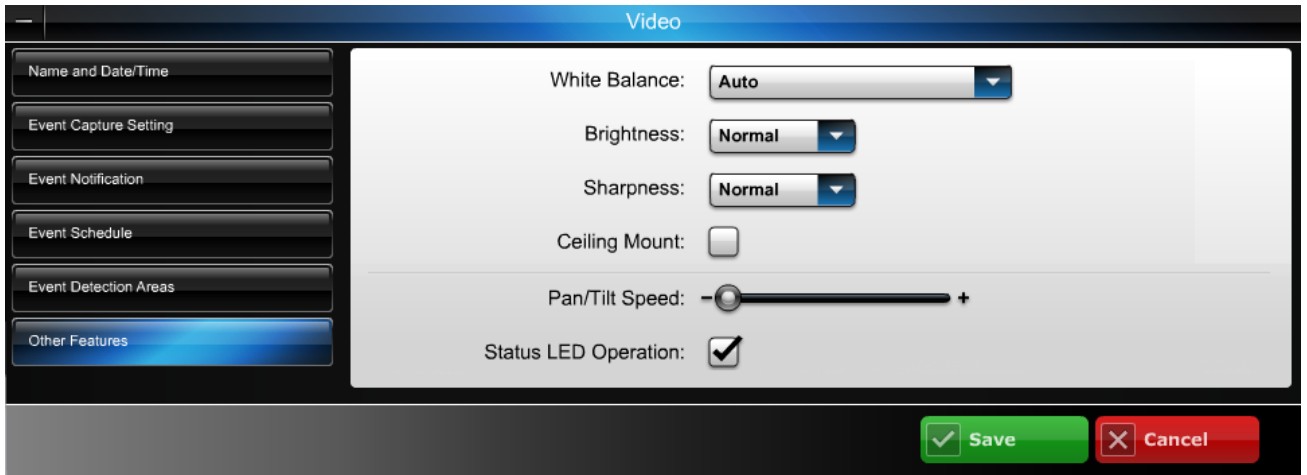 Video
Name and Date/Time
Event Capture Setting
Event Notification
Event Schedule
Event Detection Areas
Other Features
White Balance: Auto
Brightness: Normal
Sharpness: Normal
Ceiling Mount:
Pan/Tilt Speed: - +
Status LED Operation:
Save Cancel